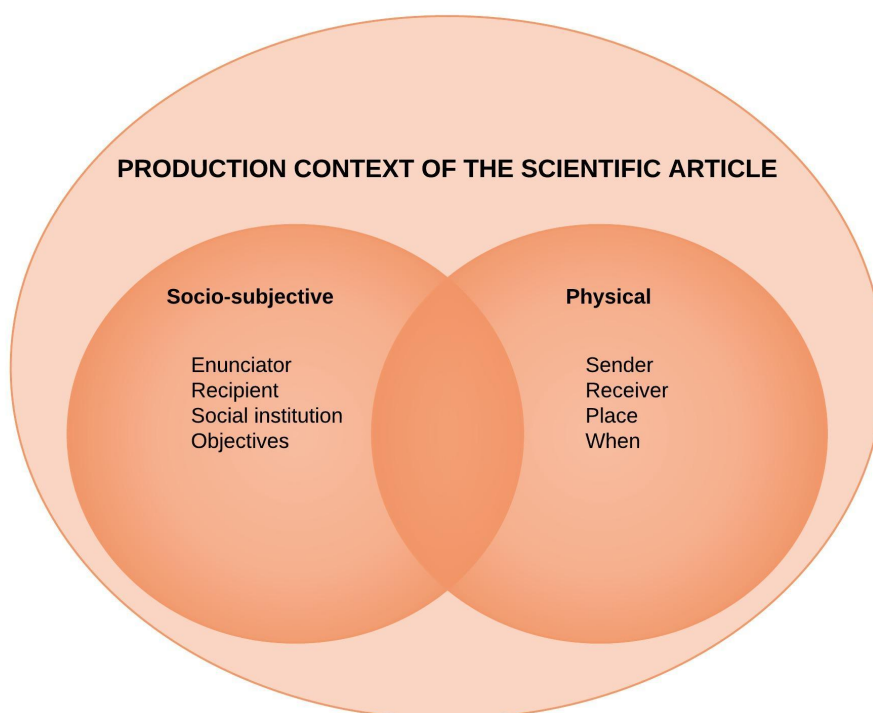 PRODUCTION CONTEXT OF THE SCIENTIFIC ARTICLE
Socio-subjective
Enunciator
Recipient
Social institution
Objectives
Physical
Sender
Receiver
Place
When